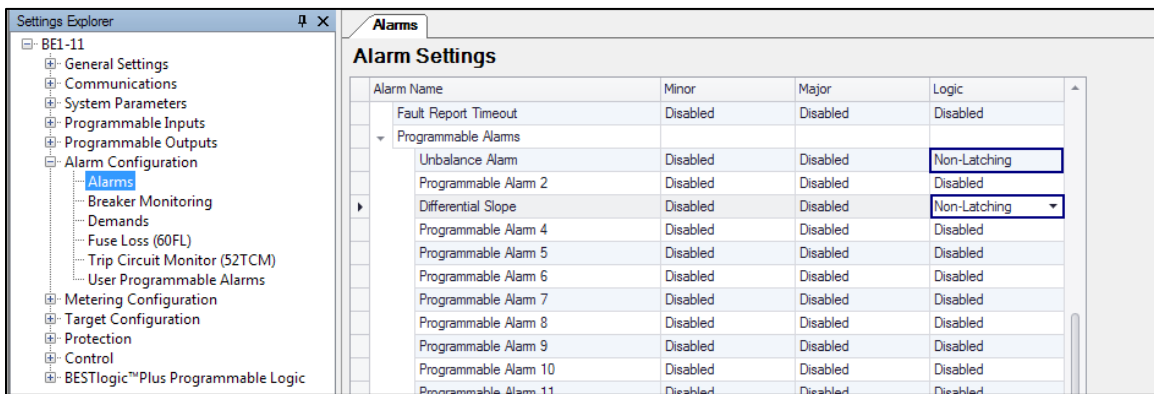 Settings Explorer
BE1-11
General Settings
Communications
System Parameters
Programmable Inputs
Programmable Outputs
Alarm Configuration
Alarms
Breaker Monitoring
Demands
Fuse Loss (60FL)
Trip Circuit Monitor (52TCM)
User Programmable Alarms
Metering Configuration
Target Configuration
Protection
Control
BESTlogic™Plus Programmable Logic
Alarms
Alarm Settings
Alarm Name Minor Major Logic
Fault Report Timeout Disabled Disabled Disabled
Programmable Alarms
Unbalance Alarm Disabled Disabled Non-Latching
Programmable Alarm 2 Disabled Disabled Disabled
Differential Slope Disabled Disabled Non-Latching
Programmable Alarm 4 Disabled Disabled Disabled
Programmable Alarm 5 Disabled Disabled Disabled
Programmable Alarm 6 Disabled Disabled Disabled
Programmable Alarm 7 Disabled Disabled Disabled
Programmable Alarm 8 Disabled Disabled Disabled
Programmable Alarm 9 Disabled Disabled Disabled
Programmable Alarm 10 Disabled Disabled Disabled
Programmable Alarm 11 Disabled Disabled Disabled